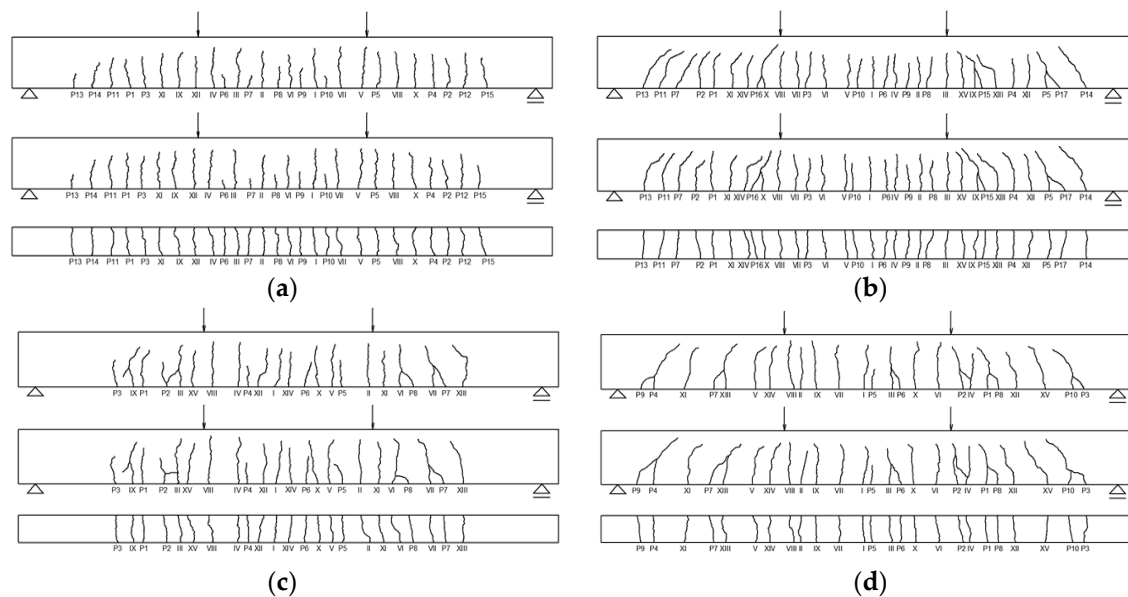 P13 P14 P11 P1 P3 XI IX XII IV P6 III P7 II P8 VI P9 I P10 VII V P5 VIII X P4 P2 P12 P15
P13 P14 P11 P1 P3 XI IX XII IV P6 III P7 II P8 VI P9 I P10 VII V P5 VIII X P4 P2 P12 P15
P13 P14 P11 P1 P3 XI IX XII IV P6 III P7 II P8 VI P9 I P10 VII V P5 VIII X P4 P2 P12 P15
(a)
P13 P11 P7 P2 P1 XI XIV P16 X VIII VII P3 VI V P10 I P6 IV P9 II P8 III XV IX P15 XIII P4 XII P5 P17 P14
P13 P11 P7 P2 P1 XI XIV P16 X VIII VII P3 VI V P10 I P6 IV P9 II P8 III XV IX P15 XIII P4 XII P5 P17 P14
P13 P11 P7 P2 P1 XI XIV P16 X VIII VII P3 VI V P10 I P6 IV P9 II P8 III XV IX P15 XIII P4 XII P5 P17 P14
(b)
P3 IX P1 P2 III XV VIII IV P4 XII I XIV P6 X V P5 II XI VI P8 VII P7 XIII
P3 IX P1 P2 III XV VIII IV P4 XII I XIV P6 X V P5 II XI VI P8 VII P7 XIII
P3 IX P1 P2 III XV VIII IV P4 XII I XIV P6 X V P5 II XI VI P8 VII P7 XIII
(c)
P9 P4 XI P7 XIII V XIV VIII II IX VII I P5 III P6 X VI P2 IV P1 P8 XII XV P10 P3
P9 P4 XI P7 XIII V XIV VIII II IX VII I P5 III P6 X VI P2 IV P1 P8 XII XV P10 P3
P9 P4 XI P7 XIII V XIV VIII II IX VII I P5 III P6 X VI P2 IV P1 P8 XII XV P10 P3
(d)